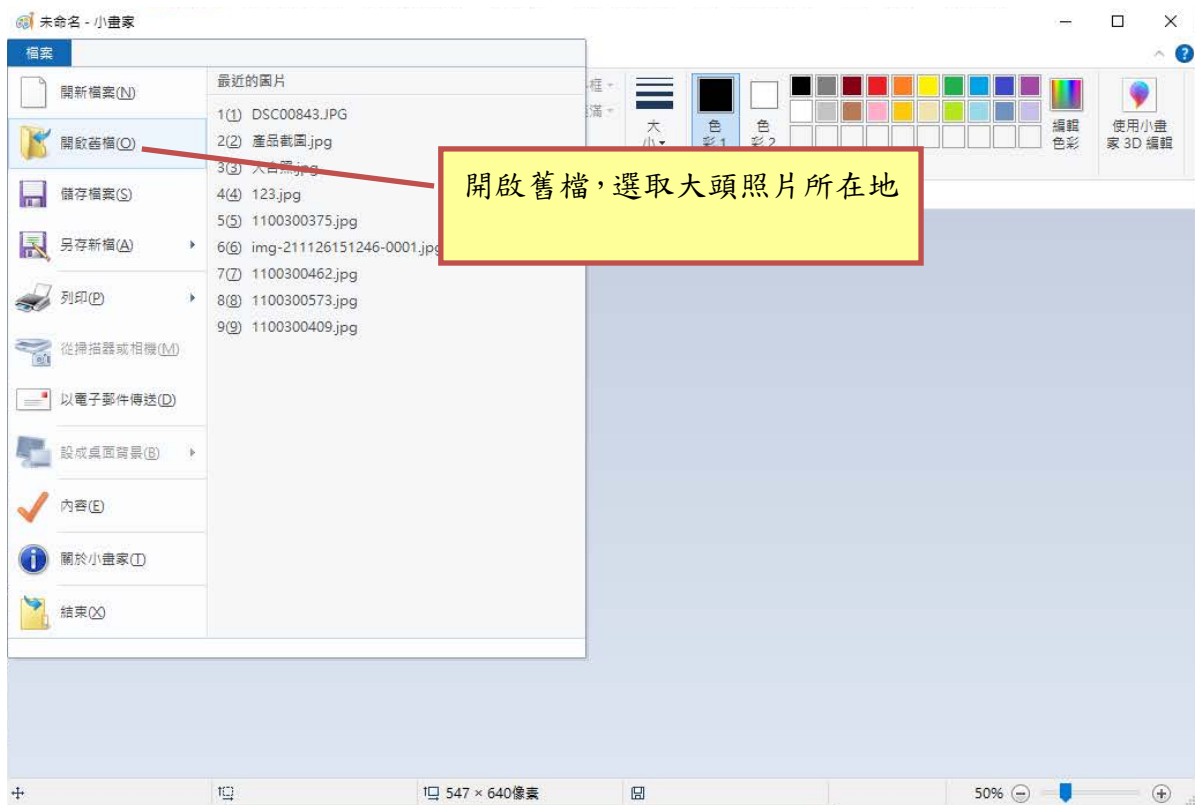 未命名 - 小畫家
檔案
開新檔案(N)
開啟舊檔(O)
儲存檔案(S)
另存新檔(A)
列印(P)
從掃描器或相機(M)
以電子郵件傳送(D)
設成桌面背景(B)
內容(E)
關於小畫家(T)
結束(X)
最近的圖片
1(1) DSC00843.JPG
2(2) 產品截圖.jpg
3(3) 大合照.jpg
4(4) 123.jpg
5(5) 1100300375.jpg
6(6) img-211126151246-0001.jpg
7(7) 1100300462.jpg
8(8) 1100300573.jpg
9(9) 1100300409.jpg
框
滿
大
小
色
彩 1
色
彩 2
編輯
色彩
使用小畫
家 3D 編輯
開啟舊檔，選取大頭照片所在地
547 × 640像素
50%